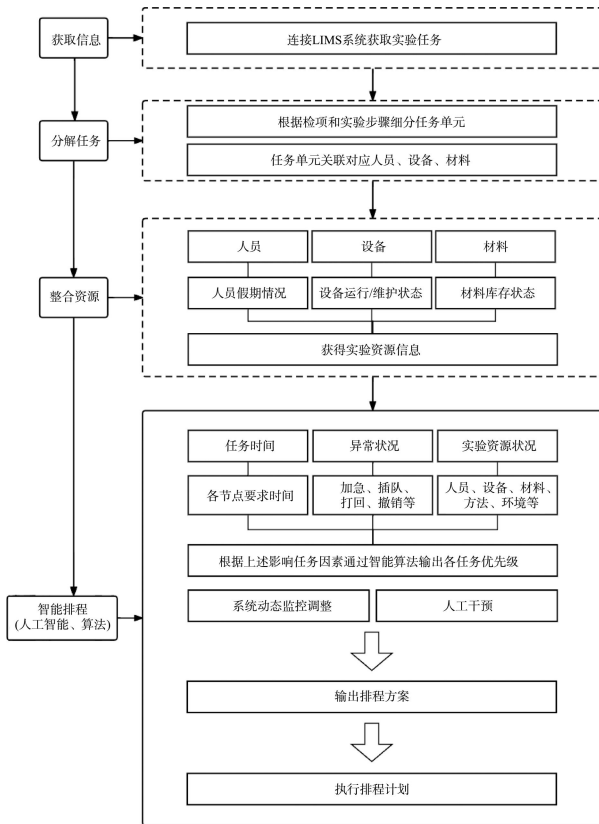 获取信息
连接LIMS系统获取实验任务
分解任务
根据检项和实验步骤细分任务单元
任务单元关联对应人员、设备、材料
整合资源
人员
设备
材料
人员假期情况
设备运行/维护状态
材料库存状态
获得实验资源信息
智能排程
(人工智能、算法)
任务时间
异常状况
实验资源状况
各节点要求时间
加急、插队、
打回、撤销等
人员、设备、材料、
方法、环境等
根据上述影响任务因素通过智能算法输出各任务优先级
系统动态监控调整
人工干预
输出排程方案
执行排程计划